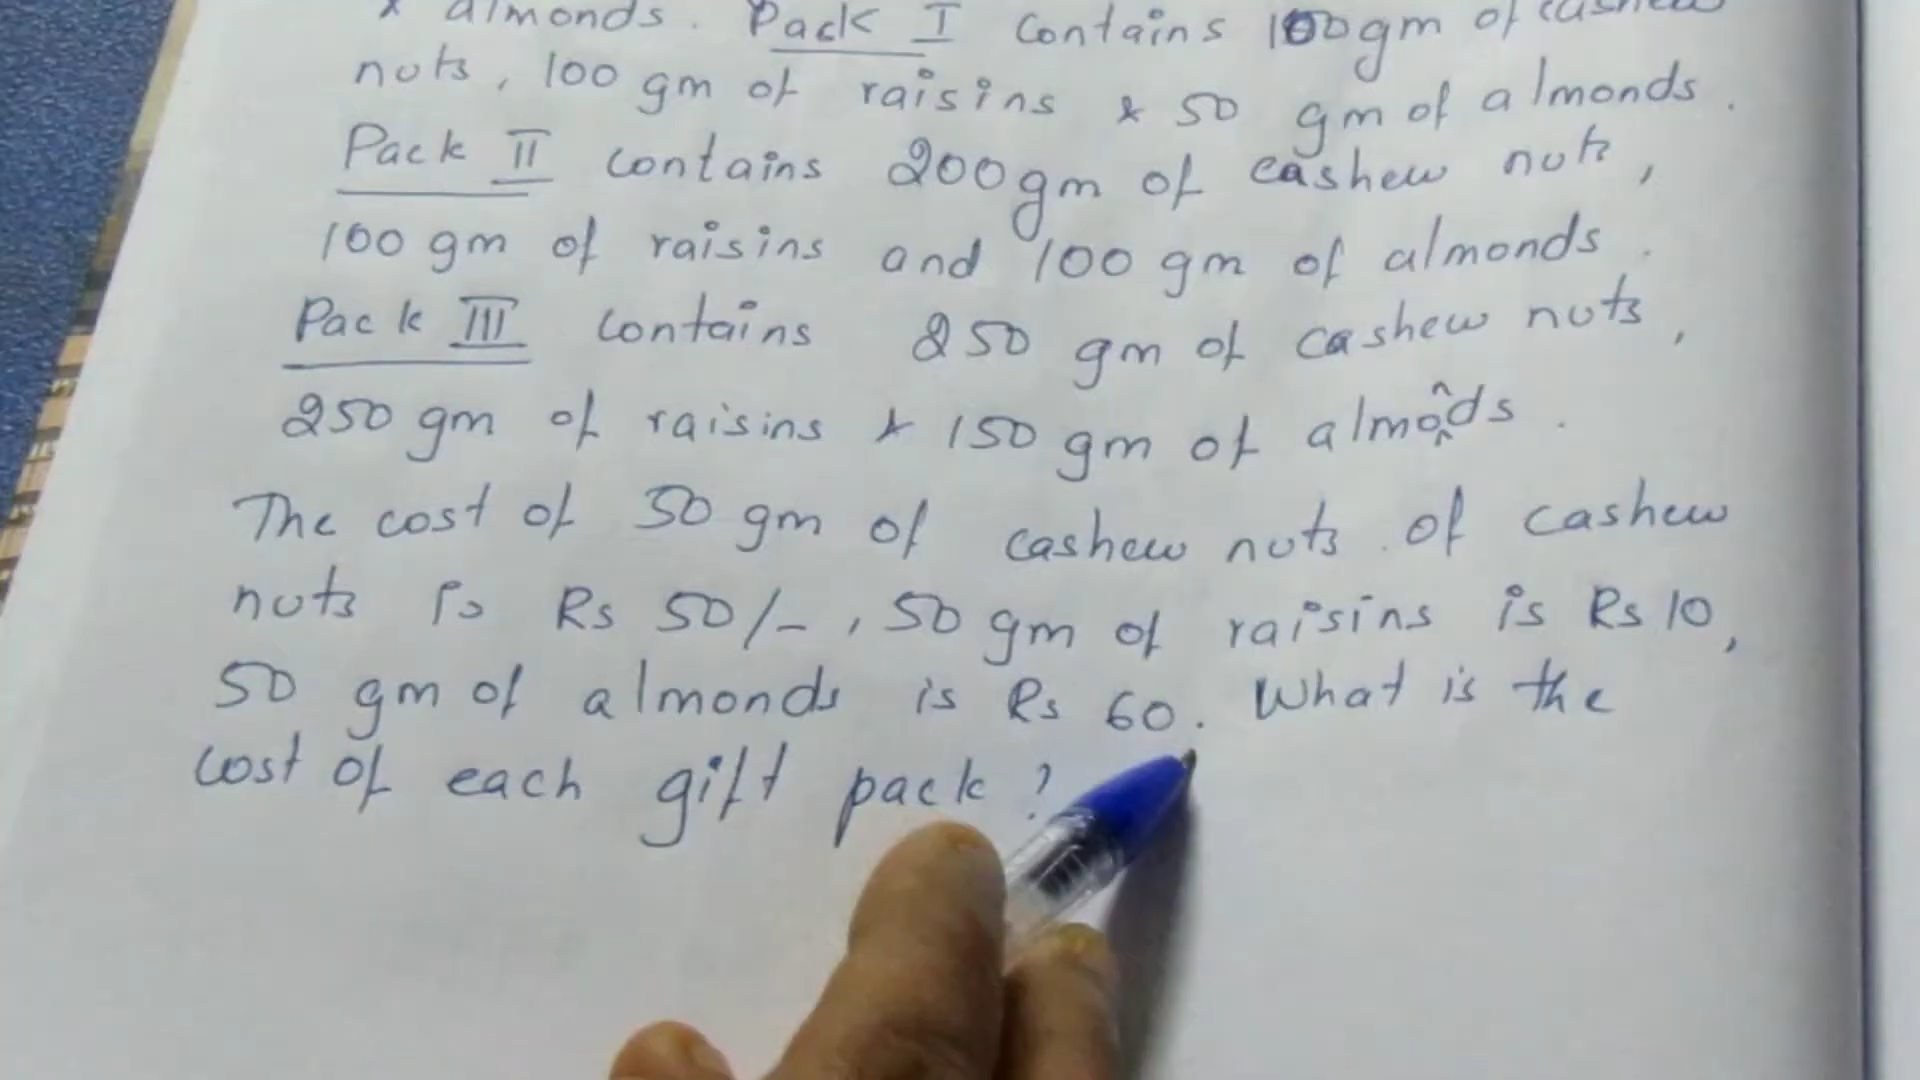 & almonds. Pack I contains 100gm of cashew
nuts, 100 gm of raisins & 50 gm of almonds.
Pack II contains 200gm of cashew nuts,
100 gm of raisins and 100 gm of almonds.
Pack III contains 250 gm of cashew nuts,
250 gm of raisins & 150 gm of almonds.
The cost of 50 gm of cashew nuts of cashew
nuts is Rs 50/-, 50 gm of raisins is Rs 10,
50 gm of almonds is Rs 60. What is the
cost of each gift pack?